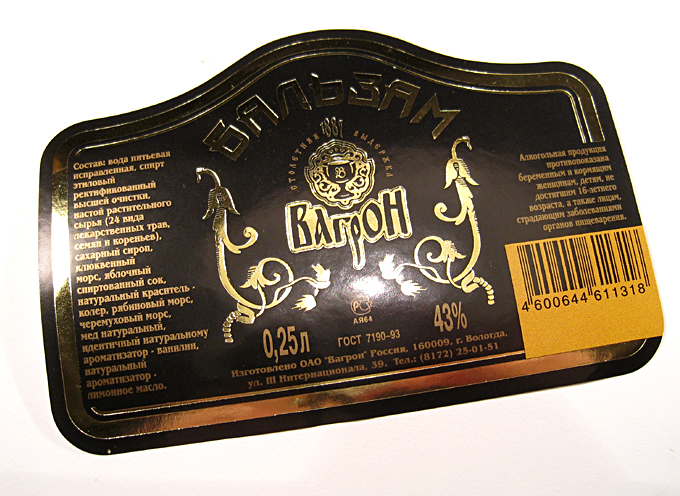 БАЛЬЗАМ
1881
СТОЛЕТНЯЯ ВЫДЕРЖКА
В
ВАгрОН
Состав: вода питьевая
исправленная, спирт
этиловый
ректификованный
высшей очистки,
настой растительного
сырья (24 вида
лекарственных трав,
семян и кореньев),
сахарный сироп,
клюквенный
морс, яблочный
спиртованный сок,
натуральный краситель -
колер, рябиновый морс,
черемуховый морс,
мед натуральный,
идентичный натуральному
ароматизатор - ванилин,
натуральный
ароматизатор -
лимонное масло.
Алкогольная продукция
противопоказана
беременным и кормящим
женщинам, детям, не
достигшим 18-летнего
возраста, а также лицам,
страдающим заболеваниями
органов пищеварения.
4 600644 611318
РС
АЯ64
0,25л
ГОСТ 7190-93
43%
Изготовлено ОАО "Вагрон" Россия, 160009, г. Вологда,
ул. III Интернационала, 39. Тел.: (8172) 25-01-51